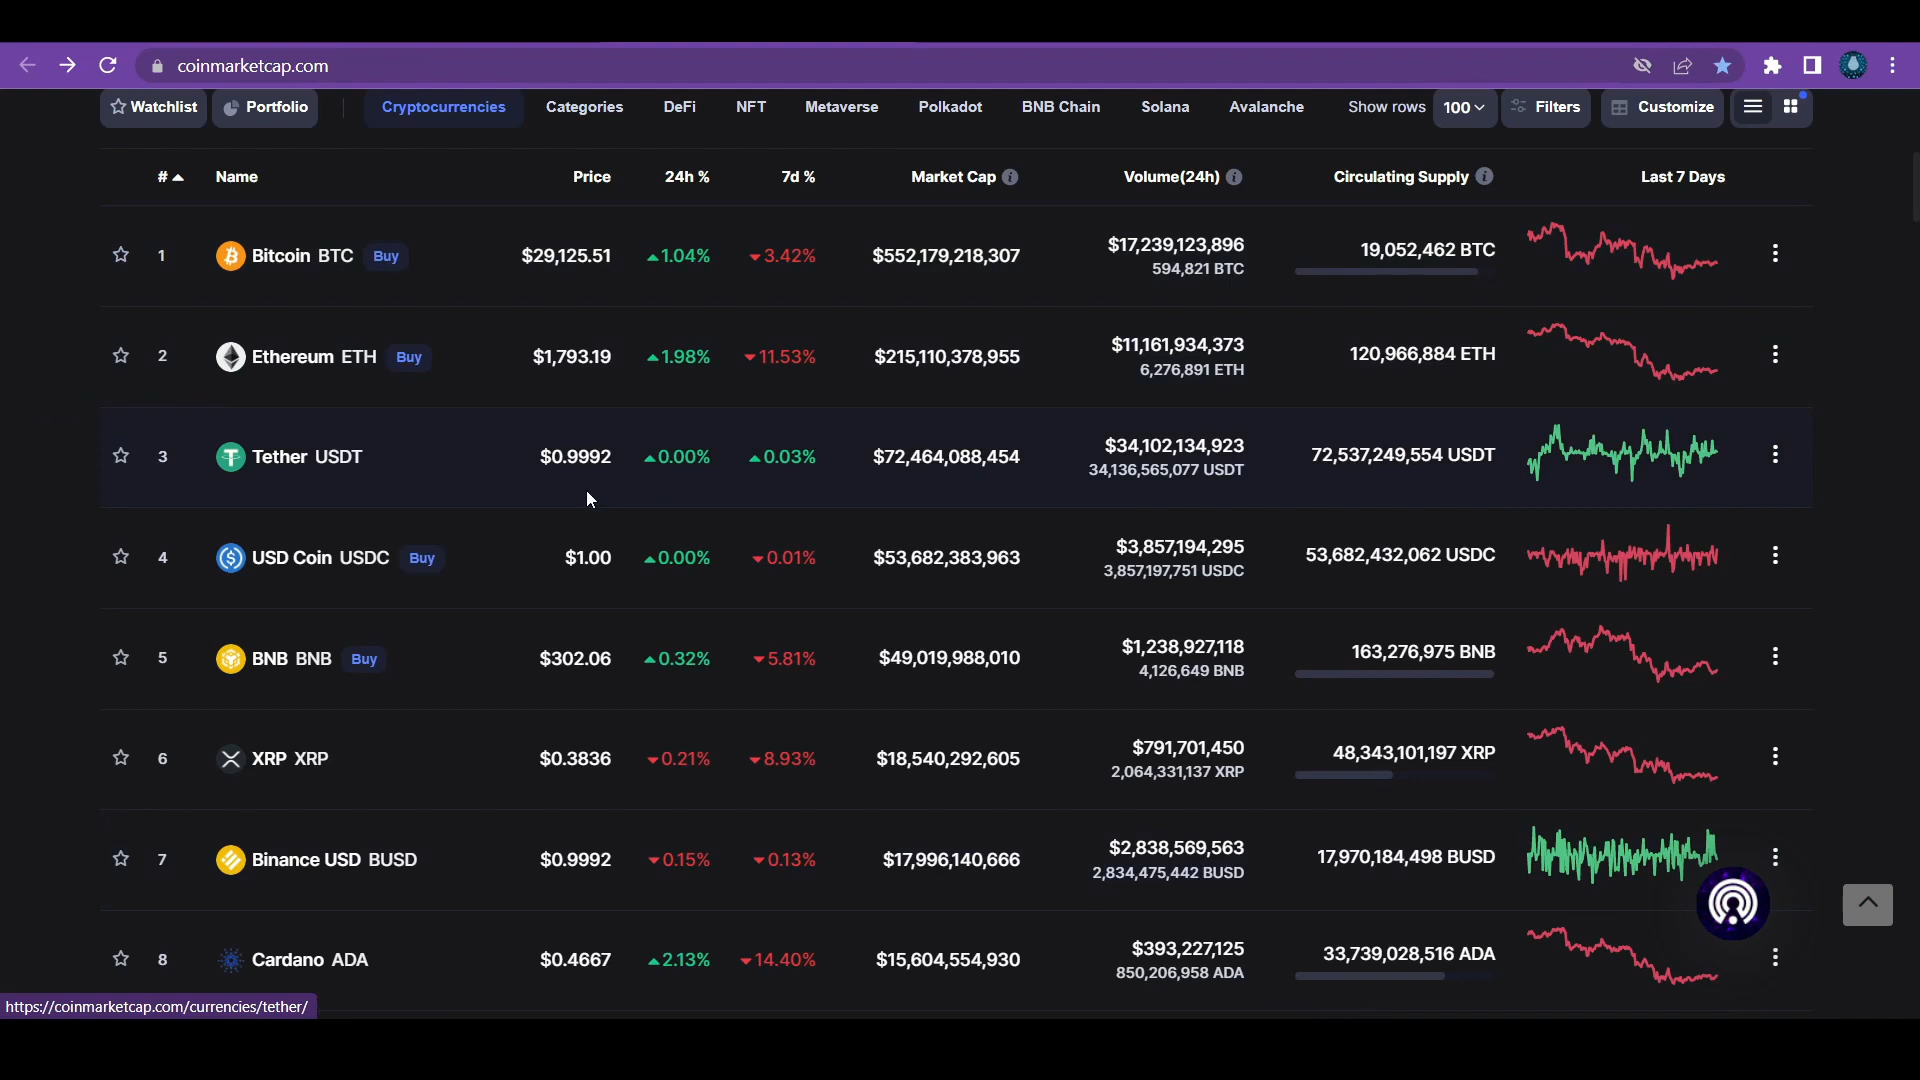 coinmarketcap.com
Watchlist Portfolio Cryptocurrencies Categories DeFi NFT Metaverse Polkadot BNB Chain Solana Avalanche Show rows 100 Filters Customize
# Name Price 24h % 7d % Market Cap Volume(24h) Circulating Supply Last 7 Days
1 Bitcoin BTC Buy $29,125.51 1.04% 3.42% $552,179,218,307 $17,239,123,896 19,052,462 BTC
594,821 BTC
2 Ethereum ETH Buy $1,793.19 1.98% 11.53% $215,110,378,955 $11,161,934,373 120,966,884 ETH
6,276,891 ETH
3 Tether USDT $0.9992 0.00% 0.03% $72,464,088,454 $34,102,134,923 72,537,249,554 USDT
34,136,565,077 USDT
4 USD Coin USDC Buy $1.00 0.00% 0.01% $53,682,383,963 $3,857,194,295 53,682,432,062 USDC
3,857,197,751 USDC
5 BNB BNB Buy $302.06 0.32% 5.81% $49,019,988,010 $1,238,927,118 163,276,975 BNB
4,126,649 BNB
6 XRP XRP $0.3836 0.21% 8.93% $18,540,292,605 $791,701,450 48,343,101,197 XRP
2,064,331,137 XRP
7 Binance USD BUSD $0.9992 0.15% 0.13% $17,996,140,666 $2,838,569,563 17,970,184,498 BUSD
2,834,475,442 BUSD
8 Cardano ADA $0.4667 2.13% 14.40% $15,604,554,930 $393,227,125 33,739,028,516 ADA
850,206,958 ADA
https://coinmarketcap.com/currencies/tether/